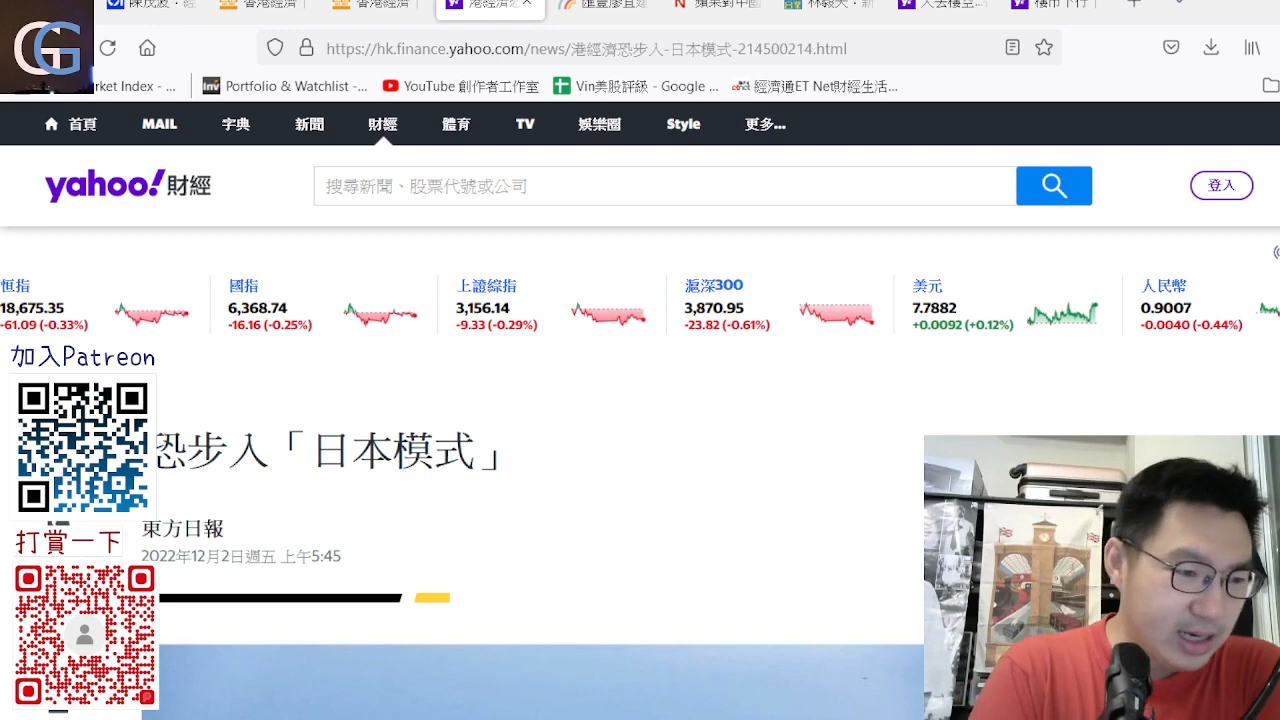 GG
https://hk.finance.yahoo.com/news/港經濟恐步入-日本模式-214500214.html
rket Index - ...
Portfolio & Watchlist -...
YouTube 創作者工作室
Vin美股評級 - Google ...
經濟通ET Net財經生活...
首頁
MAIL
字典
新聞
財經
體育
TV
娛樂圈
Style
更多...
yahoo!財經
搜尋新聞、股票代號或公司
登入
恒指
18,675.35
-61.09 (-0.33%)
國指
6,368.74
-16.16 (-0.25%)
上證綜指
3,156.14
-9.33 (-0.29%)
滬深300
3,870.95
-23.82 (-0.61%)
美元
7.7882
+0.0092 (+0.12%)
人民幣
0.9007
-0.0040 (-0.44%)
加入Patreon
恐步入「日本模式」
打賞一下
東方日報
2022年12月2日週五 上午5:45